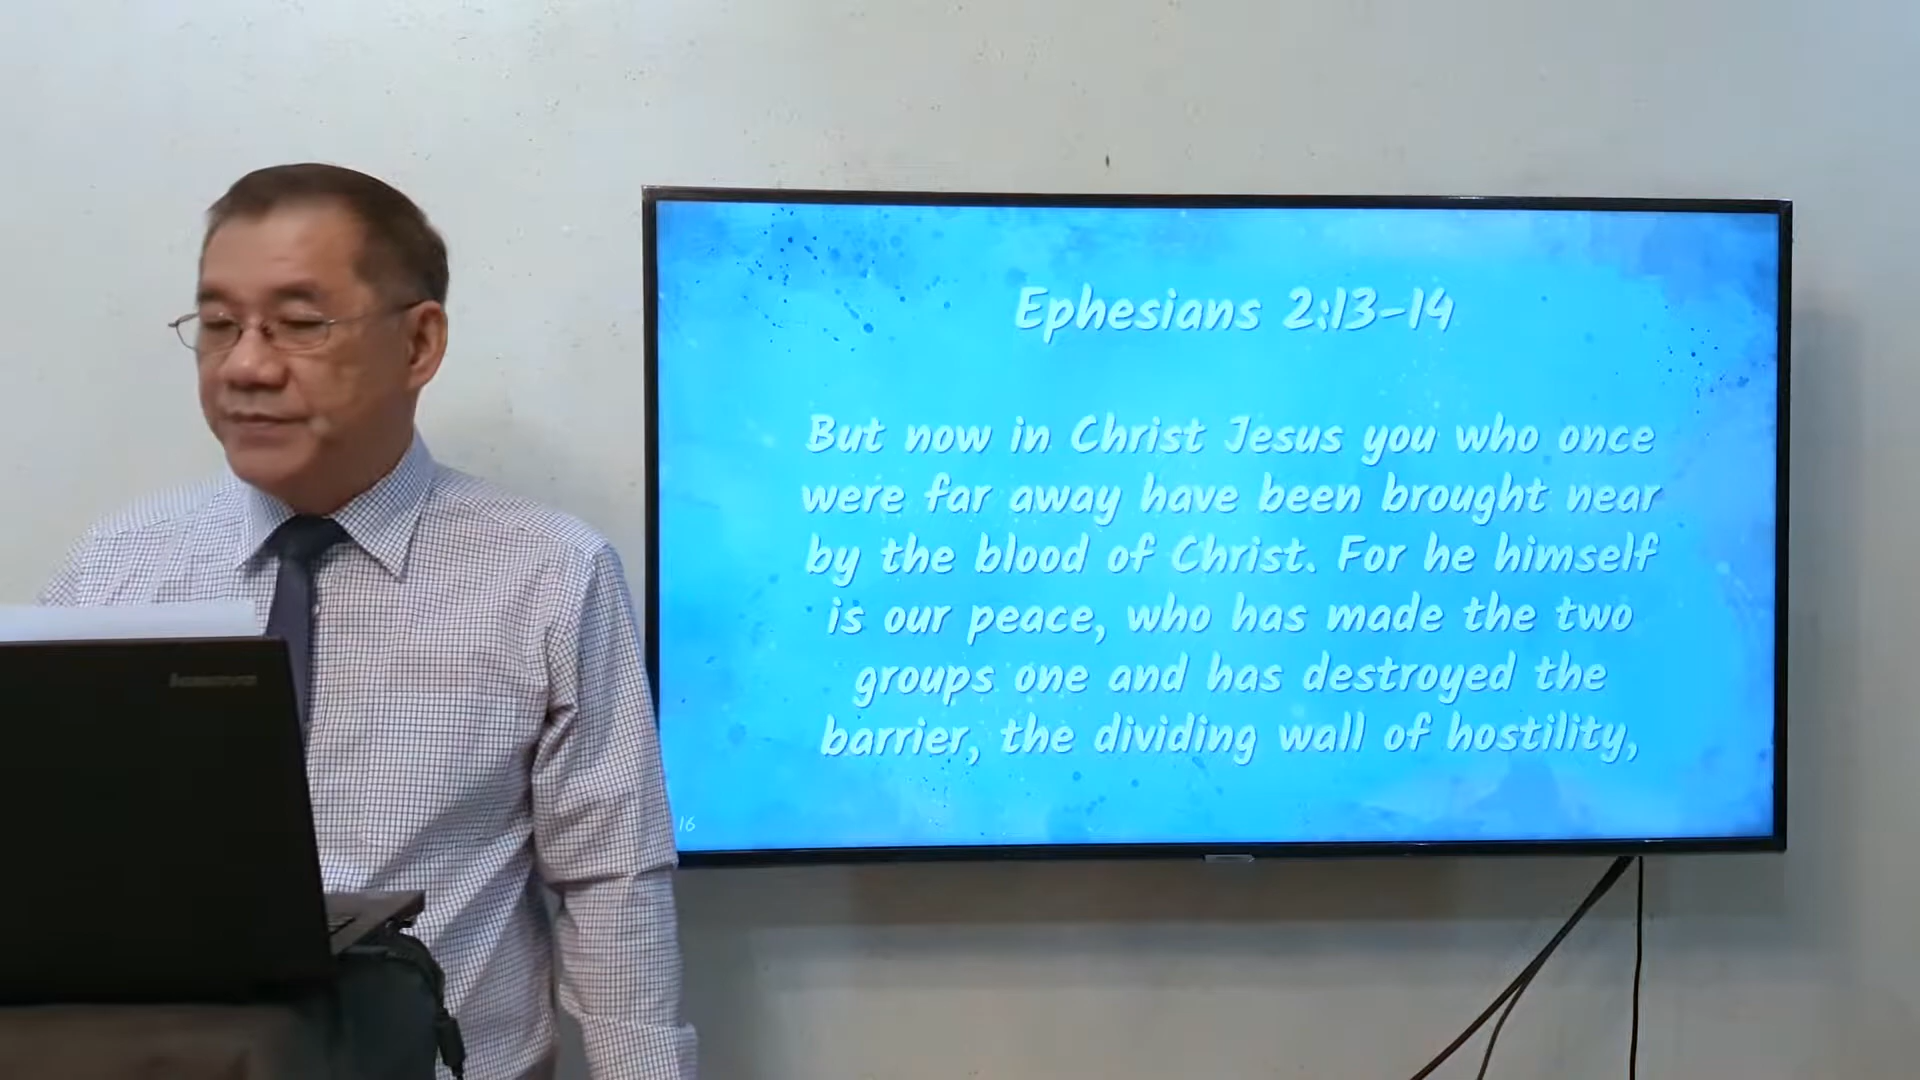 Ephesians 2:13-14
But now in Christ Jesus you who once
were far away have been brought near
by the blood of Christ. For he himself
is our peace, who has made the two
groups one and has destroyed the
barrier, the dividing wall of hostility,
16
lenovo